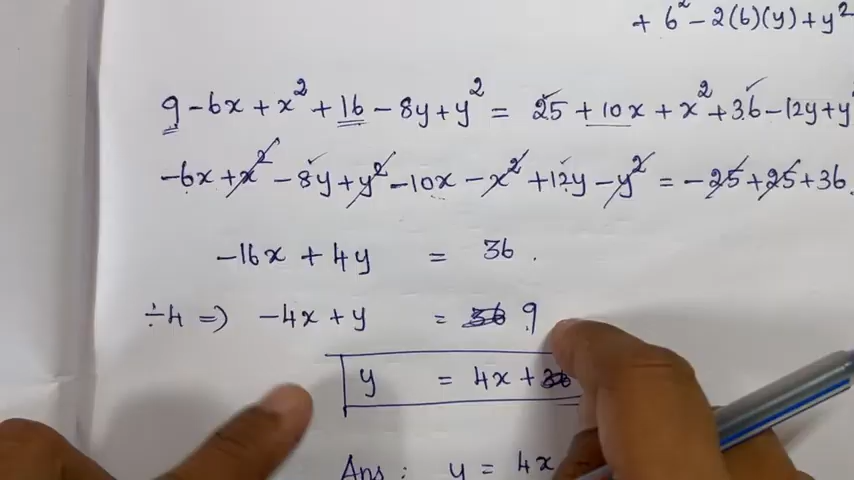 + 6² - 2(6)(y) + y²
9 - 6x + x² + 16 - 8y + y² = 25 + 10x + x² + 36 - 12y + y²
-6x + x² - 8y + y² - 10x - x² + 12y - y² = -25 + 25 + 36.
-16x + 4y = 36.
÷4 ⇒ -4x + y = 36 9
y = 4x + 36
Ans : y = 4x